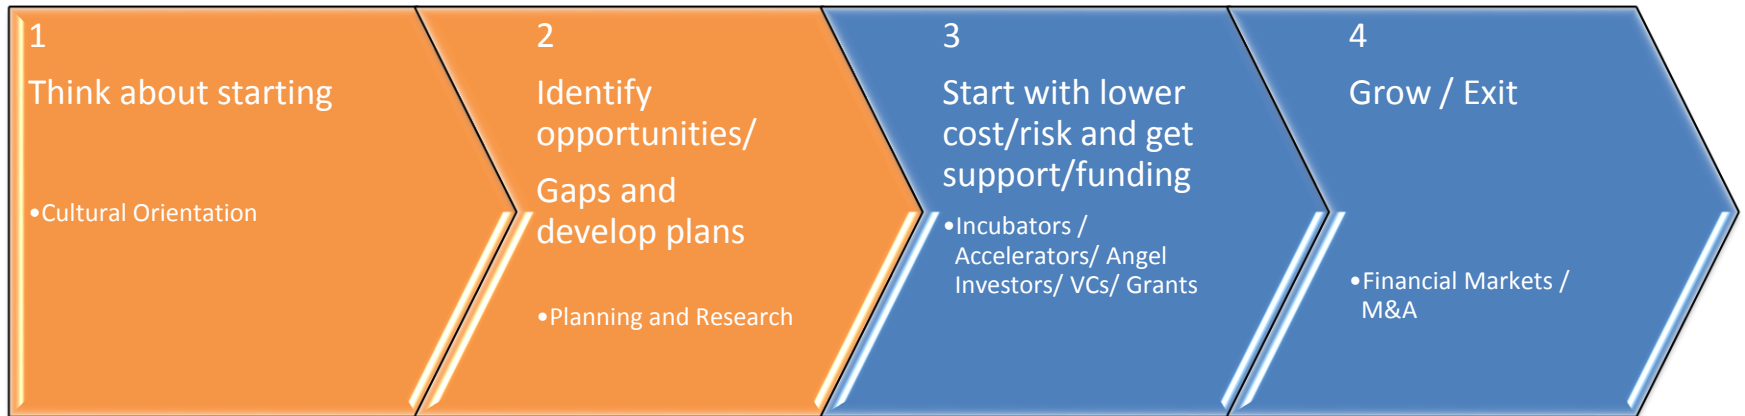 1
Think about starting
•Cultural Orientation
2
Identify
opportunities/
Gaps and
develop plans
•Planning and Research
3
Start with lower
cost/risk and get
support/funding
•Incubators /
Accelerators/ Angel
Investors/ VCs/ Grants
4
Grow / Exit
•Financial Markets /
M&A